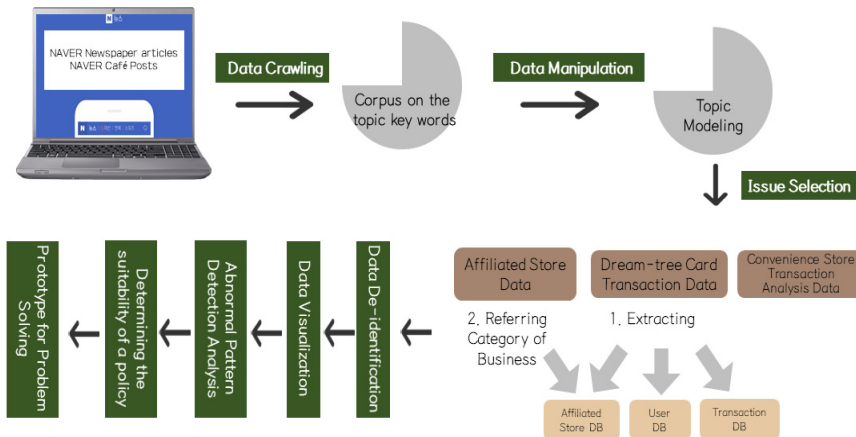 NAVER Newspaper articles
NAVER Café Posts
Data Crawling
Corpus on the
topic key words
Data Manipulation
Topic
Modeling
Issue Selection
Affiliated Store
Data
Dream-tree Card
Transaction Data
Convenience Store
Transaction
Analysis Data
2. Referring
Category of
Business
1. Extracting
Affiliated
Store DB
User
DB
Transaction
DB
Data De-identification
Data Visualization
Abnormal Pattern
Detection Analysis
Determining the
suitability of a policy
Prototype for Problem
Solving